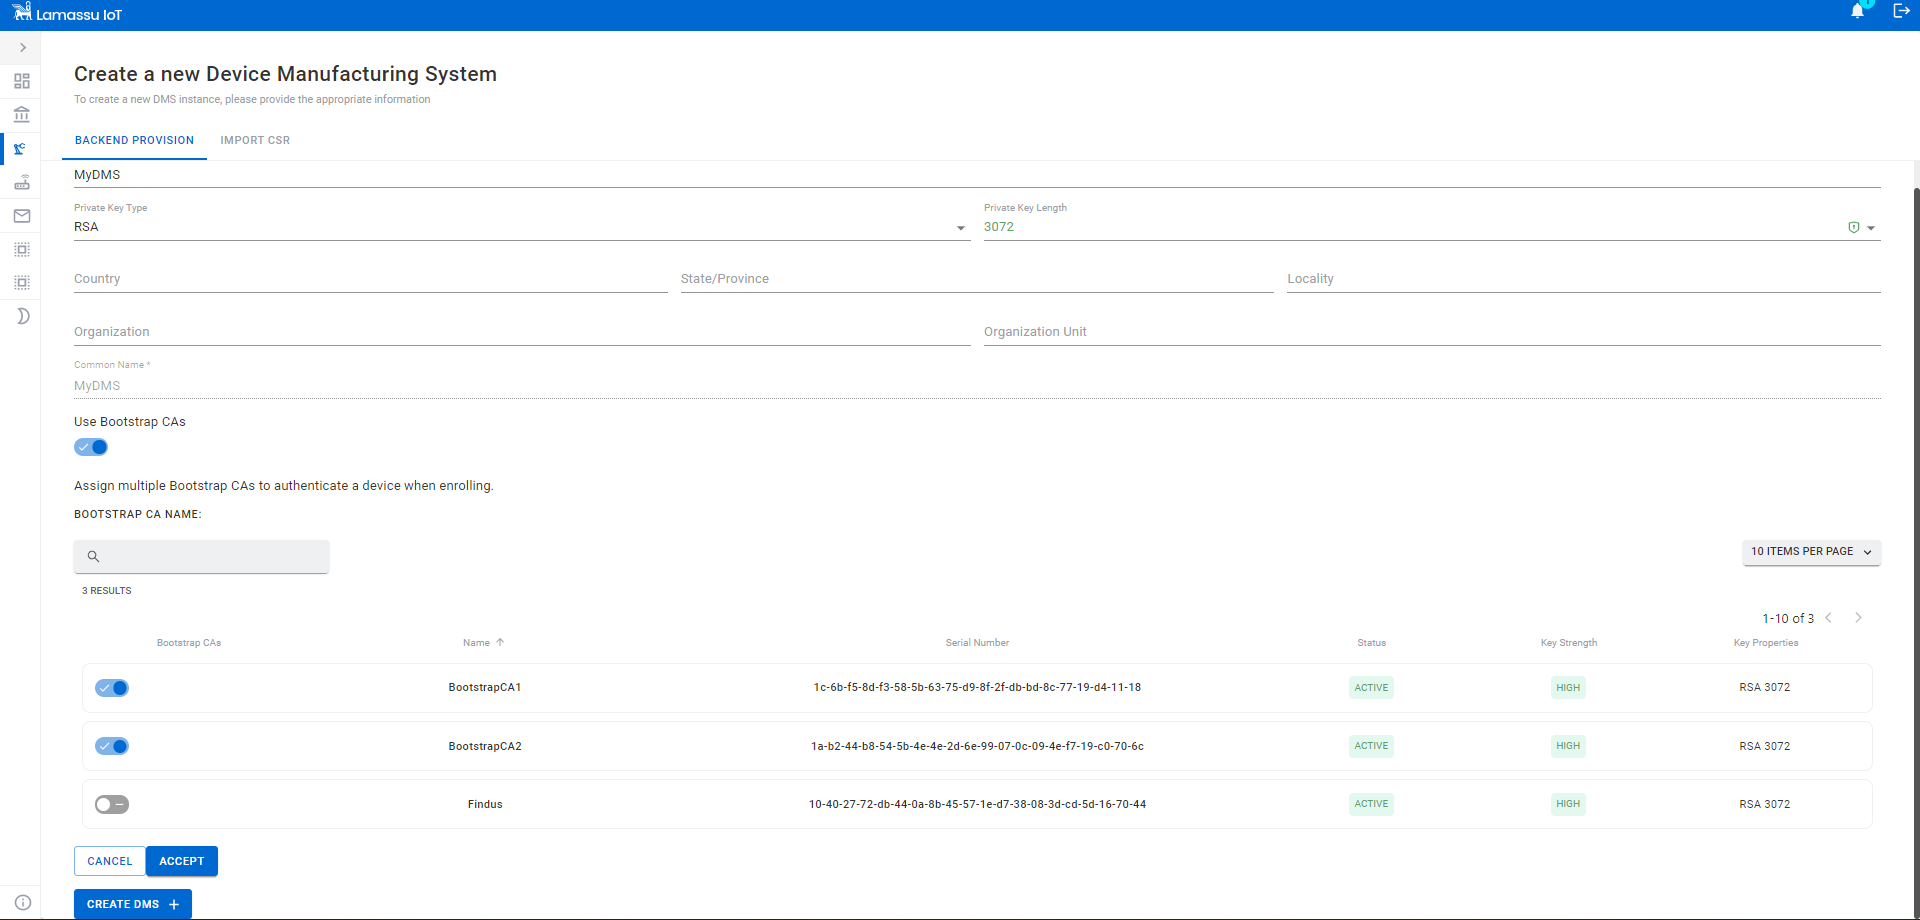 Lamassu IoT
1
Create a new Device Manufacturing System
To create a new DMS instance, please provide the appropriate information
BACKEND PROVISION IMPORT CSR
MyDMS
Private Key Type Private Key Length
RSA 3072
Country State/Province Locality
Organization Organization Unit
Common Name *
MyDMS
Use Bootstrap CAs
Assign multiple Bootstrap CAs to authenticate a device when enrolling.
BOOTSTRAP CA NAME:
10 ITEMS PER PAGE
3 RESULTS
1-10 of 3
Bootstrap CAs Name Serial Number Status Key Strength Key Properties
BootstrapCA1 1c-6b-f5-8d-f3-58-5b-63-75-d9-8f-2f-db-bd-8c-77-19-d4-11-18 ACTIVE HIGH RSA 3072
BootstrapCA2 1a-b2-44-b8-54-5b-4e-4e-2d-6e-99-07-0c-09-4e-f7-19-c0-70-6c ACTIVE HIGH RSA 3072
Findus 10-40-27-72-db-44-0a-8b-45-57-1e-d7-38-08-3d-cd-5d-16-70-44 ACTIVE HIGH RSA 3072
CANCEL ACCEPT
CREATE DMS